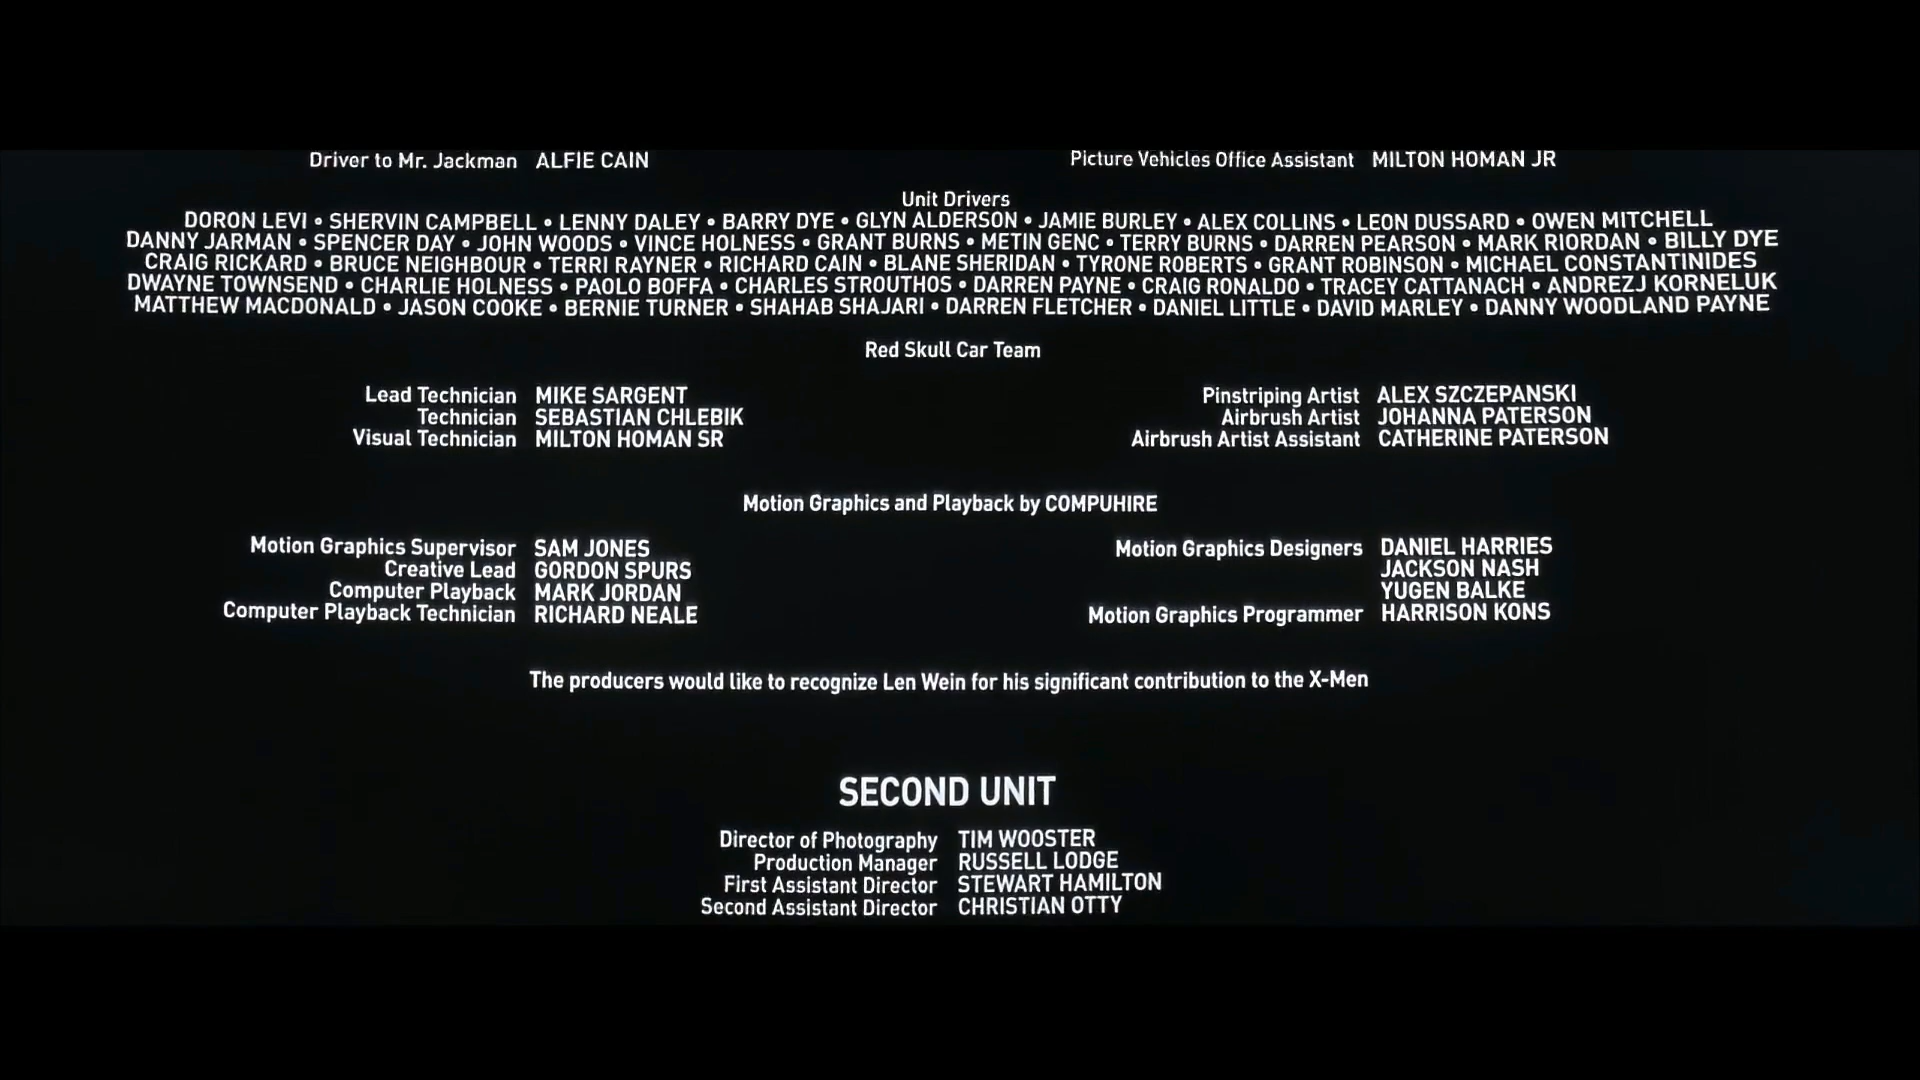 Driver to Mr. Jackman ALFIE CAIN
Picture Vehicles Office Assistant MILTON HOMAN JR
Unit Drivers
DORON LEVI • SHERVIN CAMPBELL • LENNY DALEY • BARRY DYE • GLYN ALDERSON • JAMIE BURLEY • ALEX COLLINS • LEON DUSSARD • OWEN MITCHELL
DANNY JARMAN • SPENCER DAY • JOHN WOODS • VINCE HOLNESS • GRANT BURNS • METIN GENC • TERRY BURNS • DARREN PEARSON • MARK RIORDAN • BILLY DYE
CRAIG RICKARD • BRUCE NEIGHBOUR • TERRI RAYNER • RICHARD CAIN • BLANE SHERIDAN • TYRONE ROBERTS • GRANT ROBINSON • MICHAEL CONSTANTINIDES
DWAYNE TOWNSEND • CHARLIE HOLNESS • PAOLO BOFFA • CHARLES STROUTHOS • DARREN PAYNE • CRAIG RONALDO • TRACEY CATTANACH • ANDREZJ KORNELUK
MATTHEW MACDONALD • JASON COOKE • BERNIE TURNER • SHAHAB SHAJARI • DARREN FLETCHER • DANIEL LITTLE • DAVID MARLEY • DANNY WOODLAND PAYNE
Red Skull Car Team
Lead Technician MIKE SARGENT
Technician SEBASTIAN CHLEBIK
Visual Technician MILTON HOMAN SR
Pinstriping Artist ALEX SZCZEPANSKI
Airbrush Artist JOHANNA PATERSON
Airbrush Artist Assistant CATHERINE PATERSON
Motion Graphics and Playback by COMPUHIRE
Motion Graphics Supervisor SAM JONES
Creative Lead GORDON SPURS
Computer Playback MARK JORDAN
Computer Playback Technician RICHARD NEALE
Motion Graphics Designers DANIEL HARRIES
JACKSON NASH
YUGEN BALKE
Motion Graphics Programmer HARRISON KONS
The producers would like to recognize Len Wein for his significant contribution to the X-Men
SECOND UNIT
Director of Photography TIM WOOSTER
Production Manager RUSSELL LODGE
First Assistant Director STEWART HAMILTON
Second Assistant Director CHRISTIAN OTTY